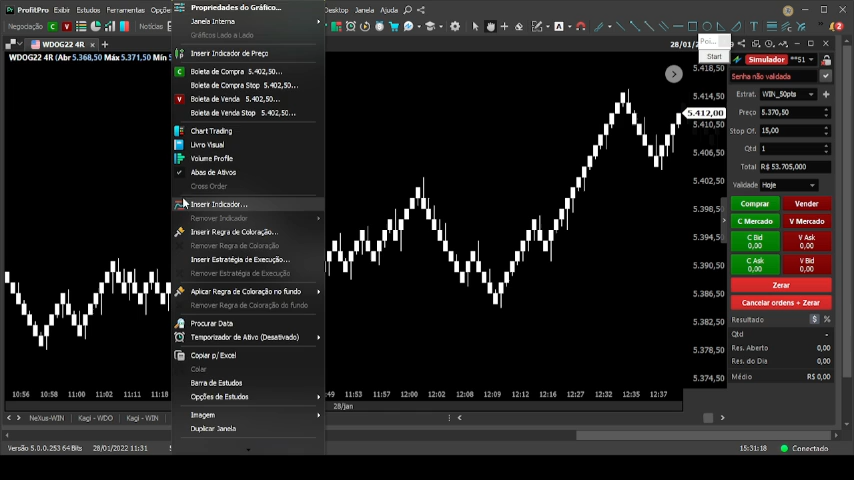 ProfitPro Exibir Estudos Ferramentas Opç Desktop Janela Ajuda
Negociação Notícias
WDOG22 4R
WDOG22 4R (Abr 5.368,50 Máx 5.371,50 Mín 5
Propriedades do Gráfico...
Janela Interna
Gráficos Lado a Lado
Inserir Indicador de Preço
Boleta de Compra 5.402,50...
Boleta de Compra Stop 5.402,50...
Boleta de Venda 5.402,50...
Boleta de Venda Stop 5.402,50...
Chart Trading
Livro Visual
Volume Profile
Abas de Ativos
Cross Order
Inserir Indicador...
Remover Indicador
Inserir Regra de Coloração...
Remover Regra de Coloração
Inserir Estratégia de Execução...
Remover Estratégia de Execução
Aplicar Regra de Coloração no fundo
Remover Regra de Coloração do fundo
Procurar Data
Temporizador de Ativo (Desativado)
Copiar p/ Excel
Colar
Barra de Estudos
Opções de Estudos
Imagem
Duplicar Janela
28/01/
Start
5.418,50
5.414,50
5.412,00
5.410,50
5.406,50
5.402,50
5.398,50
5.394,50
5.390,50
5.386,50
5.382,50
5.378,50
5.374,50
Simulador **51
Senha não validada
Estrat. WIN_50pts
Preço 5.370,50
Stop Of. 15,00
Qtd 1
Total R$ 53.705,000
Validade Hoje
Comprar Vender
C Mercado V Mercado
C Bid 0,00 V Ask 0,00
C Ask 0,00 V Bid 0,00
Zerar
Cancelar ordens + Zerar
Resultado $ %
Qtd -
Res. Aberto 0,00
Res. do Dia 0,00
Médio R$ 0,00
10:56 10:58 11:00 11:02 11:11 11:18 :49 11:53 11:57 12:02 12:08 12:09 12:12 12:16 12:27 12:32 12:35 12:37
28/Jan
NeXus-WIN Kagi - WDO Kagi - WIN
Versão 5.0.0.253 64 Bits 28/01/2022 11:31
15:31:18 Conectado